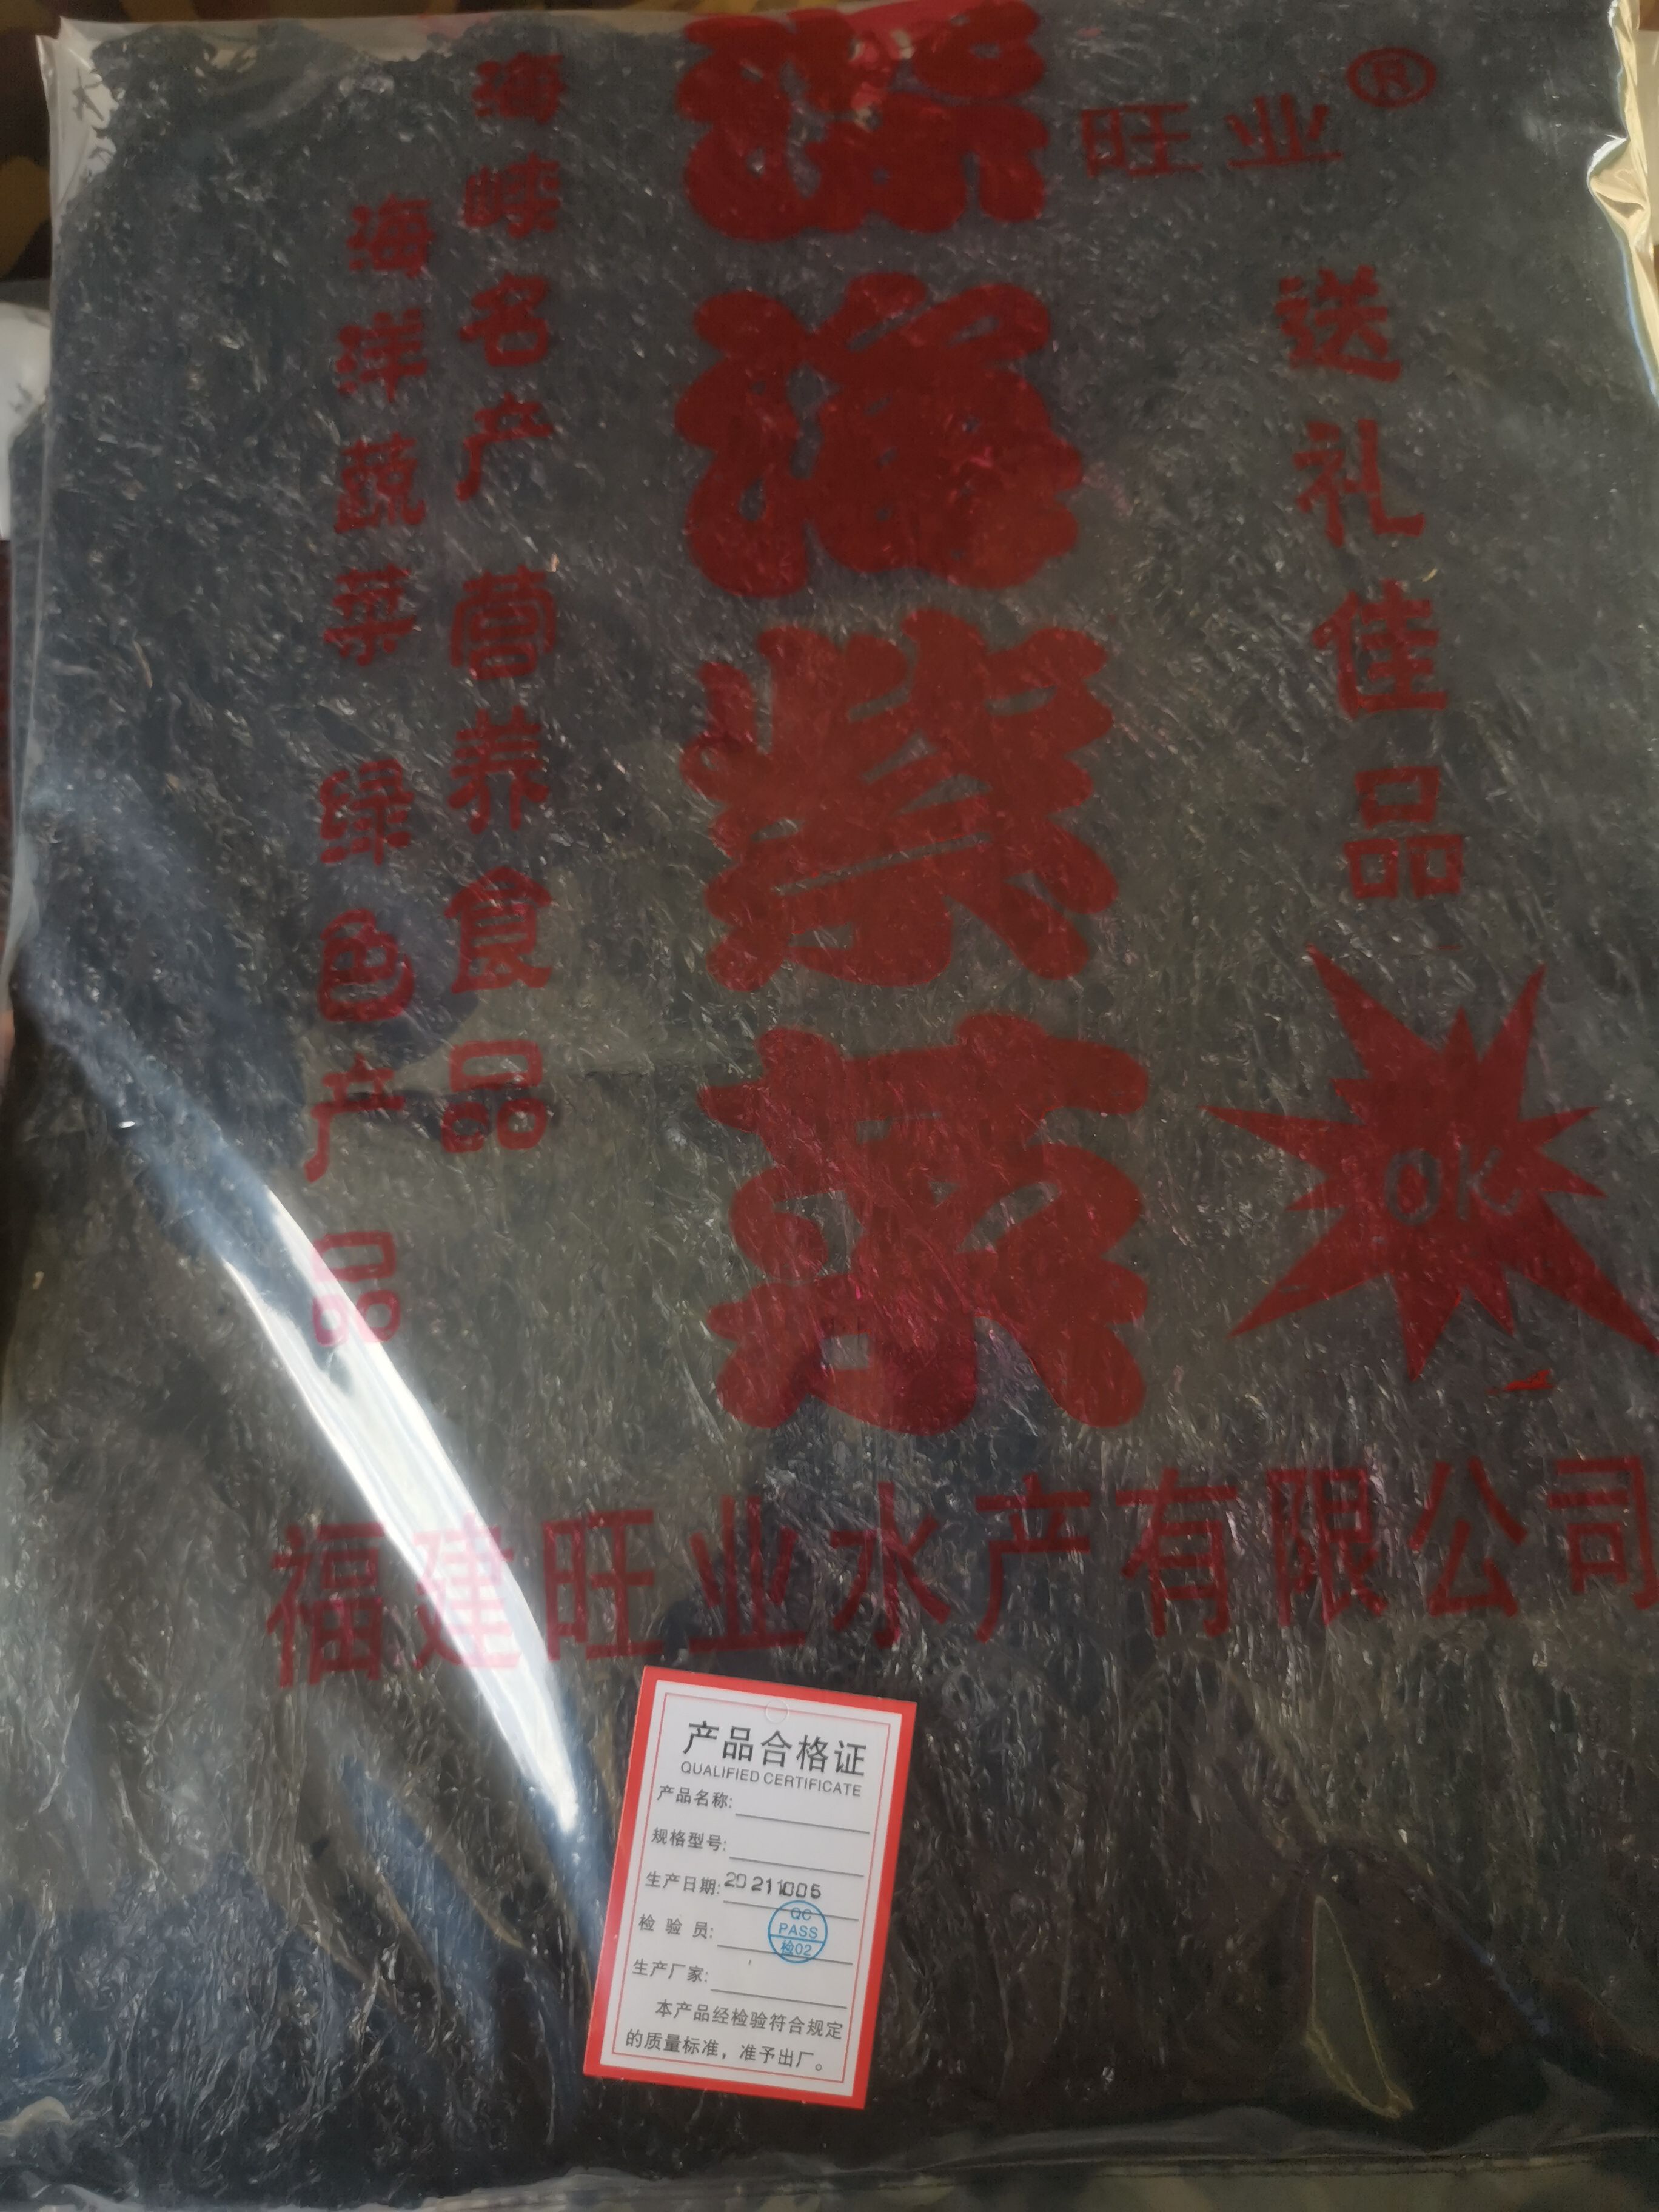 旺业®
送礼佳品
OK
深海紫菜
海峡名产 营养食品
海洋蔬菜 绿色产品
福建旺业水产有限公司
产品合格证
QUALIFIED CERTIFICATE
产品名称:
规格型号:
生产日期: 20211005
检 验 员:
QC
PASS
检02
生产厂家:
本产品经检验符合规定
的质量标准，准予出厂。